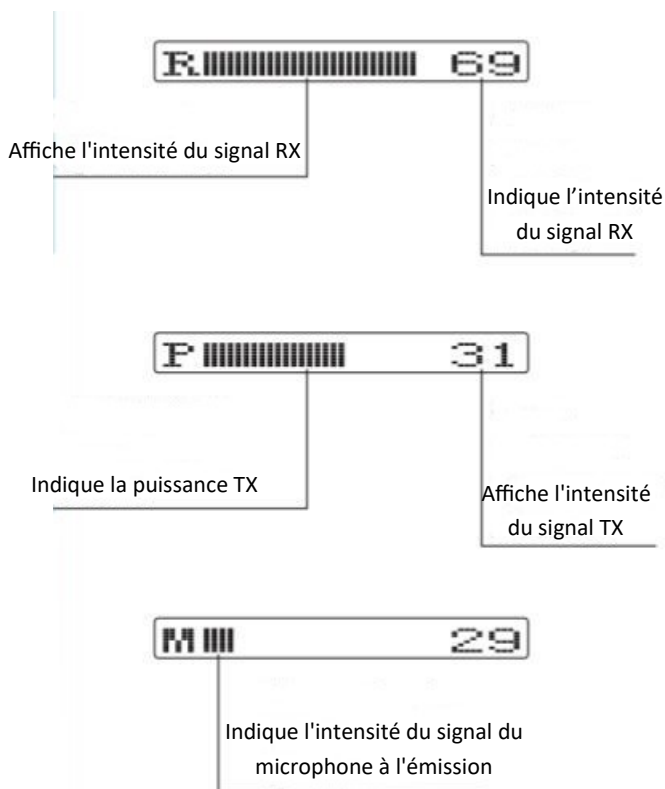 R 69
Affiche l'intensité du signal RX
Indique l’intensité
du signal RX
P 31
Indique la puissance TX
Affiche l'intensité
du signal TX
M 29
Indique l'intensité du signal du
microphone à l'émission